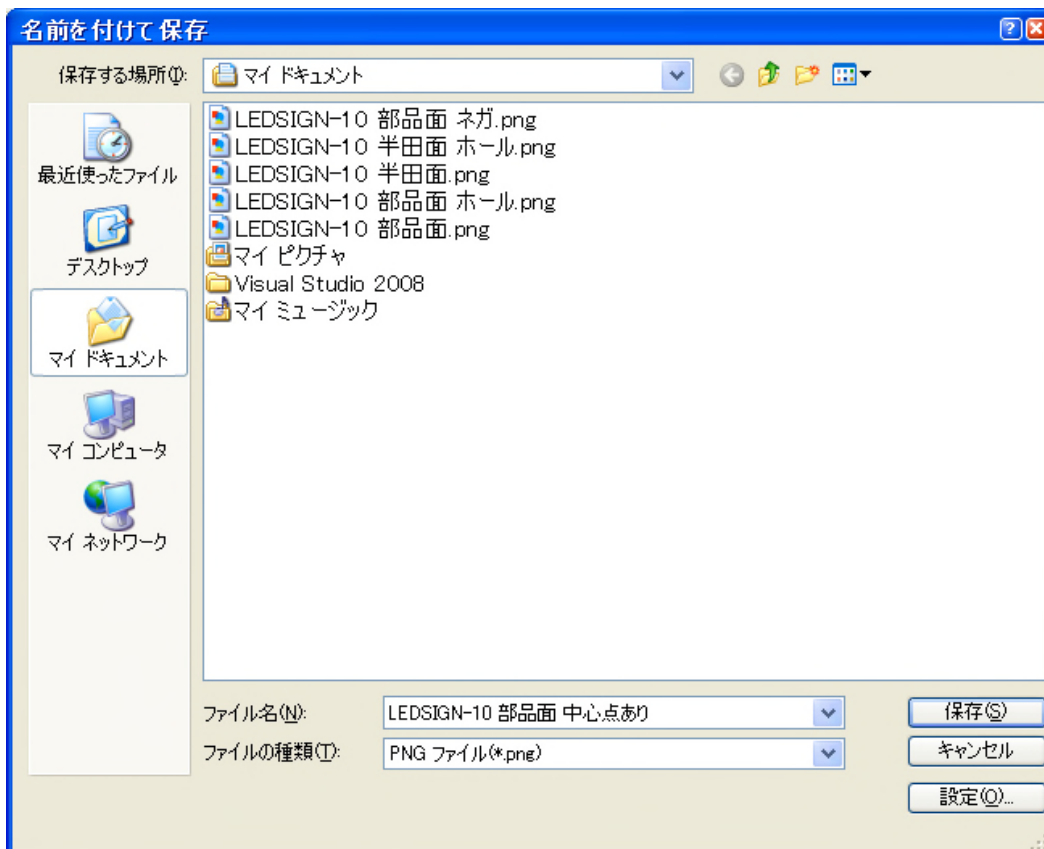 名前を付けて保存
保存する場所(I): マイ ドキュメント
最近使ったファイル
デスクトップ
マイ ドキュメント
マイ コンピュータ
マイ ネットワーク
LEDSIGN-10 部品面 ネガ.png
LEDSIGN-10 半田面 ホール.png
LEDSIGN-10 半田面.png
LEDSIGN-10 部品面 ホール.png
LEDSIGN-10 部品面.png
マイ ピクチャ
Visual Studio 2008
マイ ミュージック
ファイル名(N): LEDSIGN-10 部品面 中心点あり 保存(S)
ファイルの種類(T): PNG ファイル(*.png) キャンセル
設定(O)...